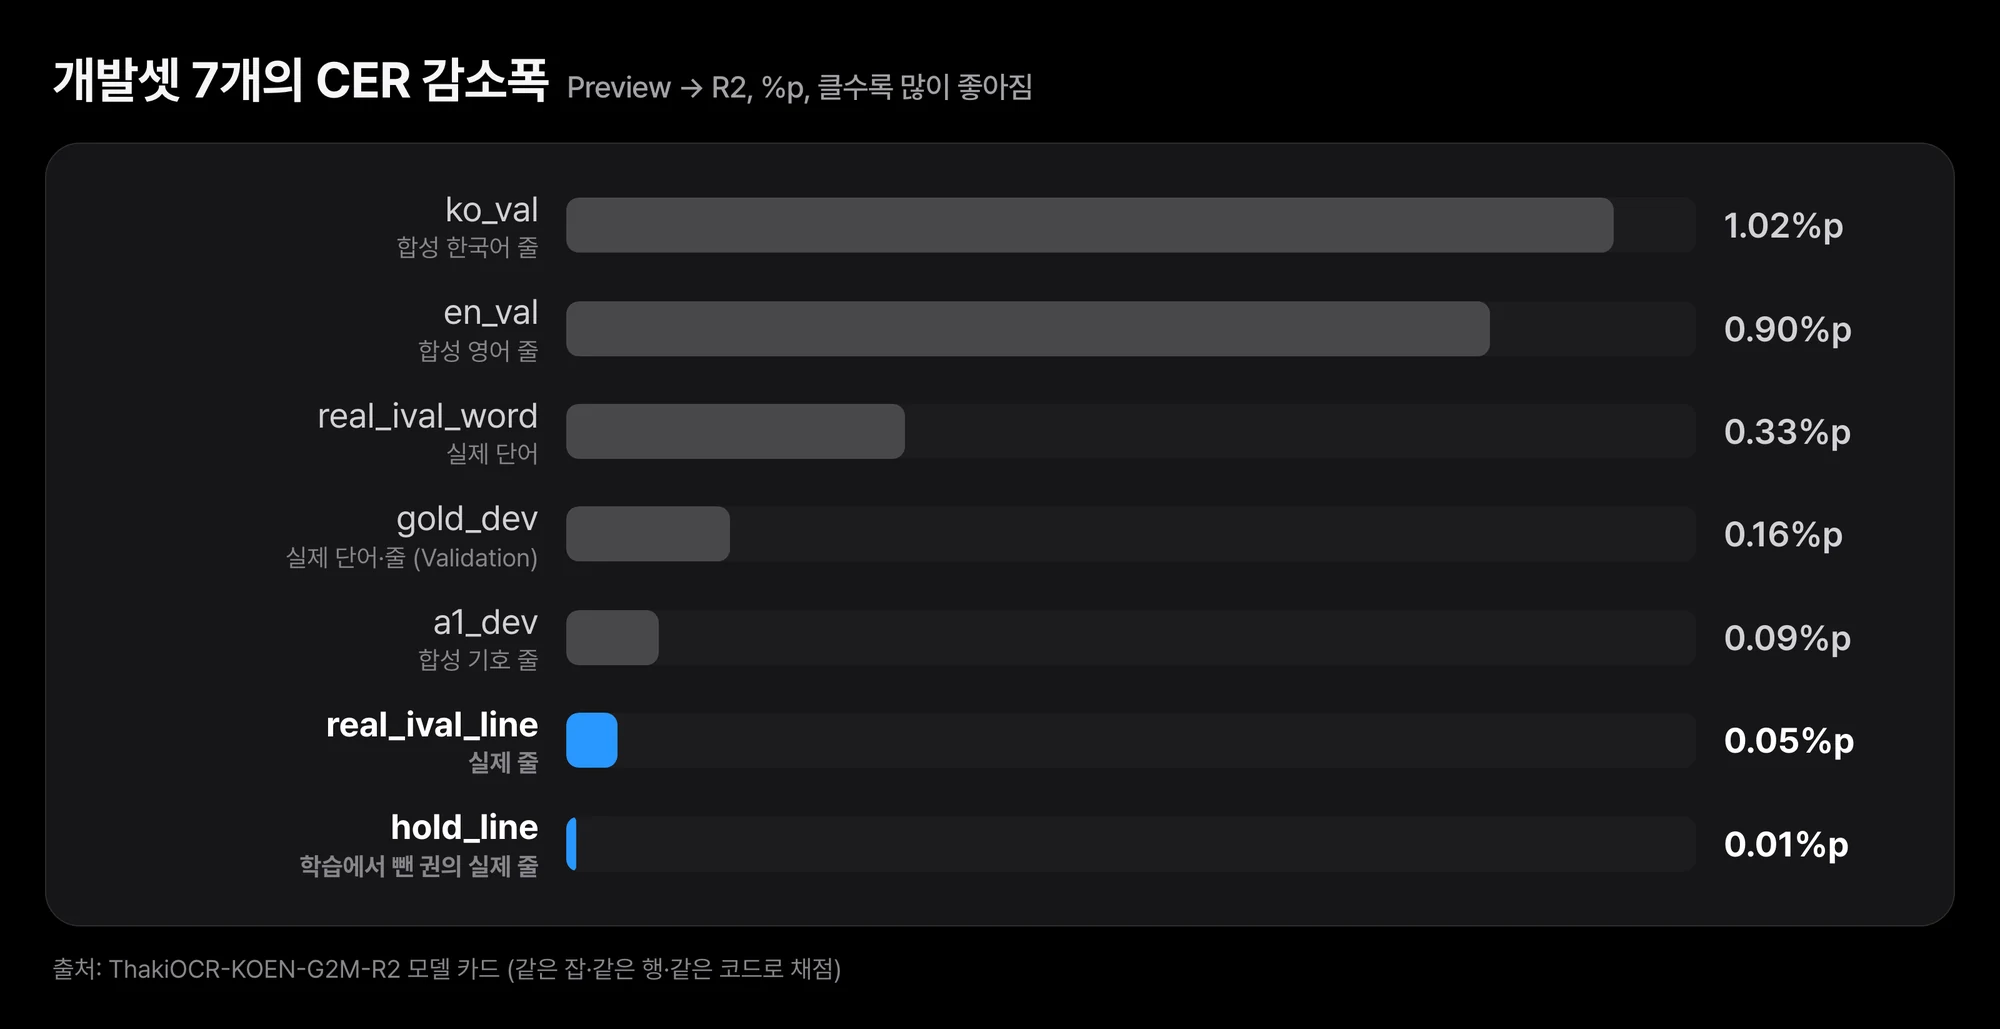 개발셋 7개의 CER 감소폭 Preview → R2, %p, 클수록 많이 좋아짐
ko_val 1.02%p
합성 한국어 줄
en_val 0.90%p
합성 영어 줄
real_ival_word 0.33%p
실제 단어
gold_dev 0.16%p
실제 단어·줄 (Validation)
a1_dev 0.09%p
합성 기호 줄
real_ival_line 0.05%p
실제 줄
hold_line 0.01%p
학습에서 뺀 권의 실제 줄
출처: ThakiOCR-KOEN-G2M-R2 모델 카드 (같은 잡·같은 행·같은 코드로 채점)